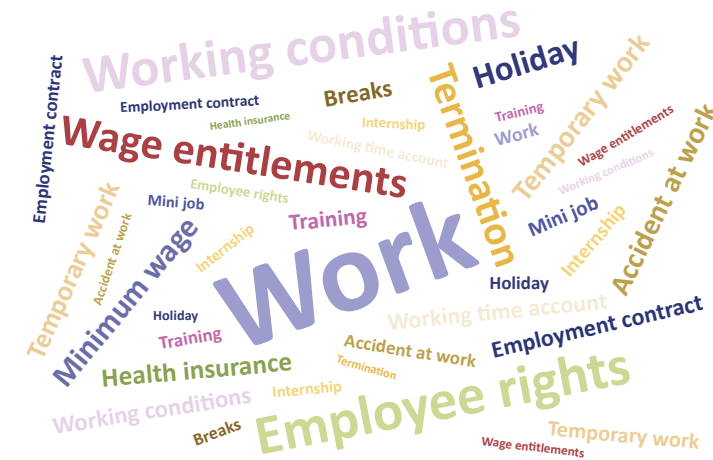 Working conditions
Holiday
Employment contract
Employment contract
Breaks
Termination
Temporary work
Health insurance
Internship
Training
Work
Wage entitlements
Wage entitlements
Working time account
Working conditions
Accident at work
Employee rights
Mini job
Temporary work
Accident at work
Minimum wage
Internship
Training
Work
Mini job
Internship
Holiday
Holiday
Working time account
Employment contract
Training
Accident at work
Health insurance
Termination
Internship
Employee rights
Working conditions
Breaks
Temporary work
Wage entitlements